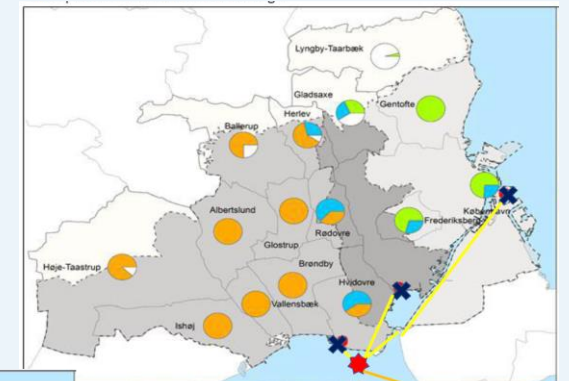 Lyngby-Taarbæk
Gladsaxe
Gentofte
Herlev
Ballerup
Albertslund
Rødovre
København
Frederiksberg
Glostrup
Høje-Taastrup
Brøndby
Hvidovre
Vallensbæk
Ishøj